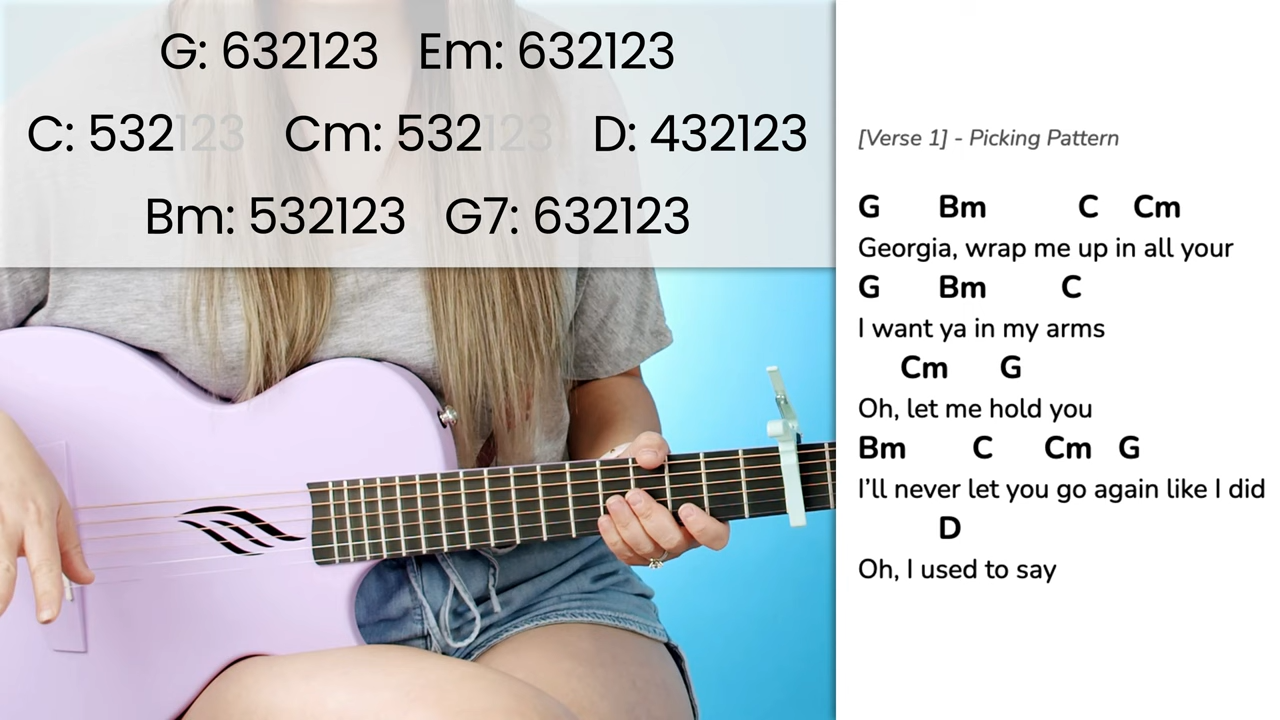 G: 632123 Em: 632123
C: 532123 Cm: 532123 D: 432123
Bm: 532123 G7: 632123
[Verse 1] - Picking Pattern
G Bm C Cm
Georgia, wrap me up in all your
G Bm C
I want ya in my arms
Cm G
Oh, let me hold you
Bm C Cm G
I’ll never let you go again like I did
D
Oh, I used to say